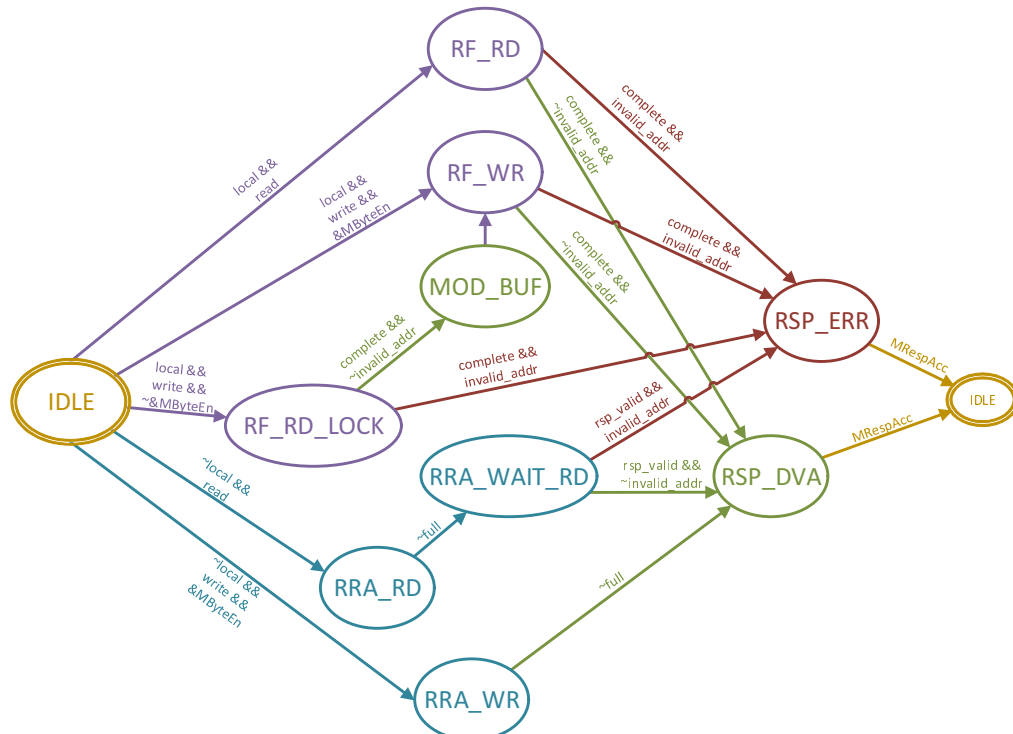 RF_RD
complete &&
invalid_addr
complete &&
~invalid_addr
local &&
read
RF_WR
local &&
write &&
&MByteEn
complete &&
invalid_addr
complete &&
~invalid_addr
MOD_BUF
RSP_ERR
complete &&
~invalid_addr
complete &&
invalid_addr
MRespAcc
IDLE
local &&
write &&
~&MByteEn
RF_RD_LOCK
rsp_valid &&
invalid_addr
IDLE
MRespAcc
~local &&
read
RRA_WAIT_RD
rsp_valid &&
~invalid_addr
RSP_DVA
~full
~local &&
write &&
&MByteEn
RRA_RD
~full
RRA_WR